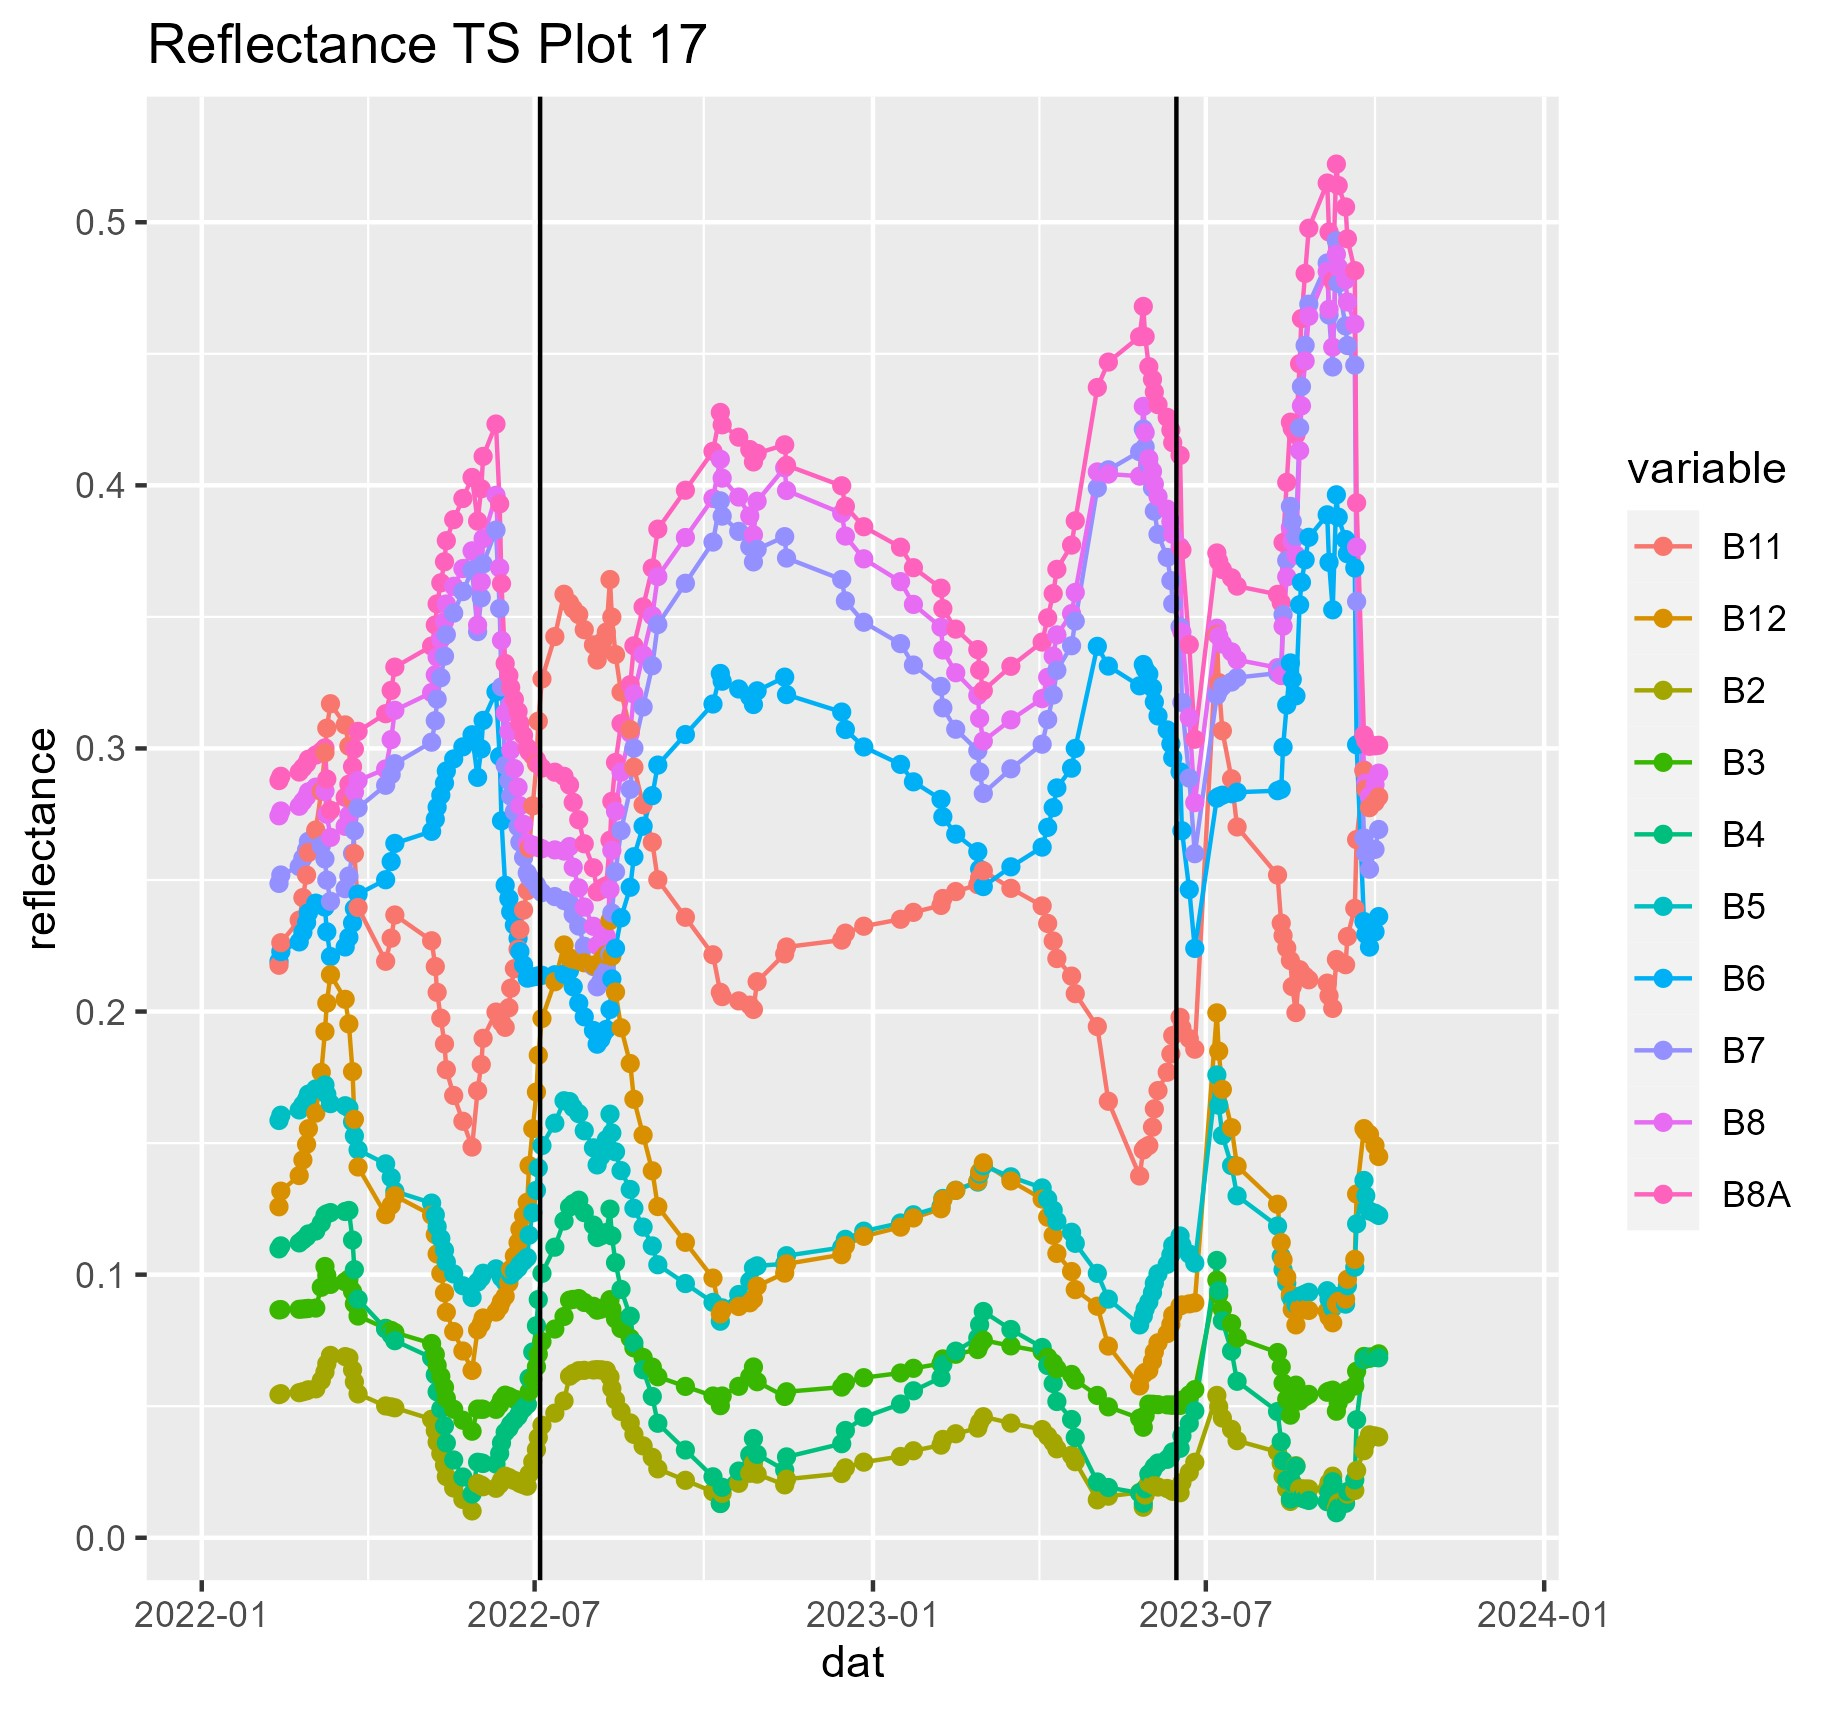 Reflectance TS Plot 17
0.5
0.4
0.3
0.2
0.1
0.0
reflectance
2022-01 2022-07 2023-01 2023-07 2024-01
dat
variable
B11
B12
B2
B3
B4
B5
B6
B7
B8
B8A